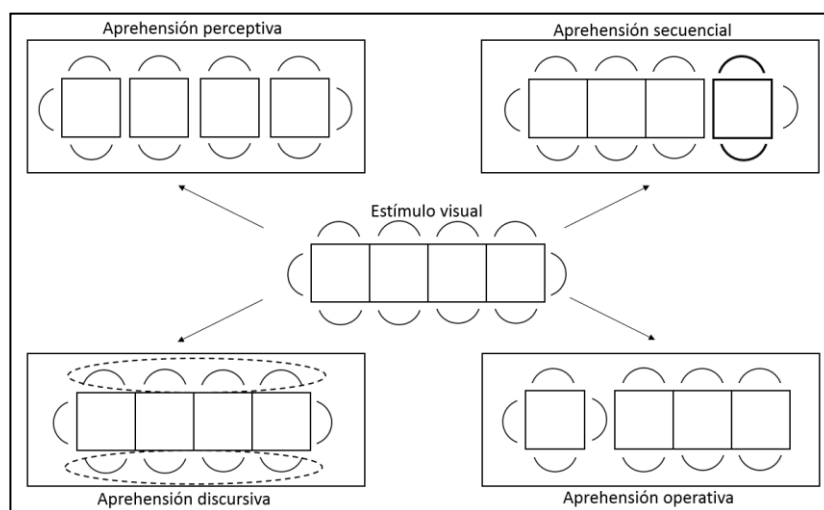 Aprehensión perceptiva
Aprehensión secuencial
Estímulo visual
Aprehensión discursiva
Aprehensión operativa